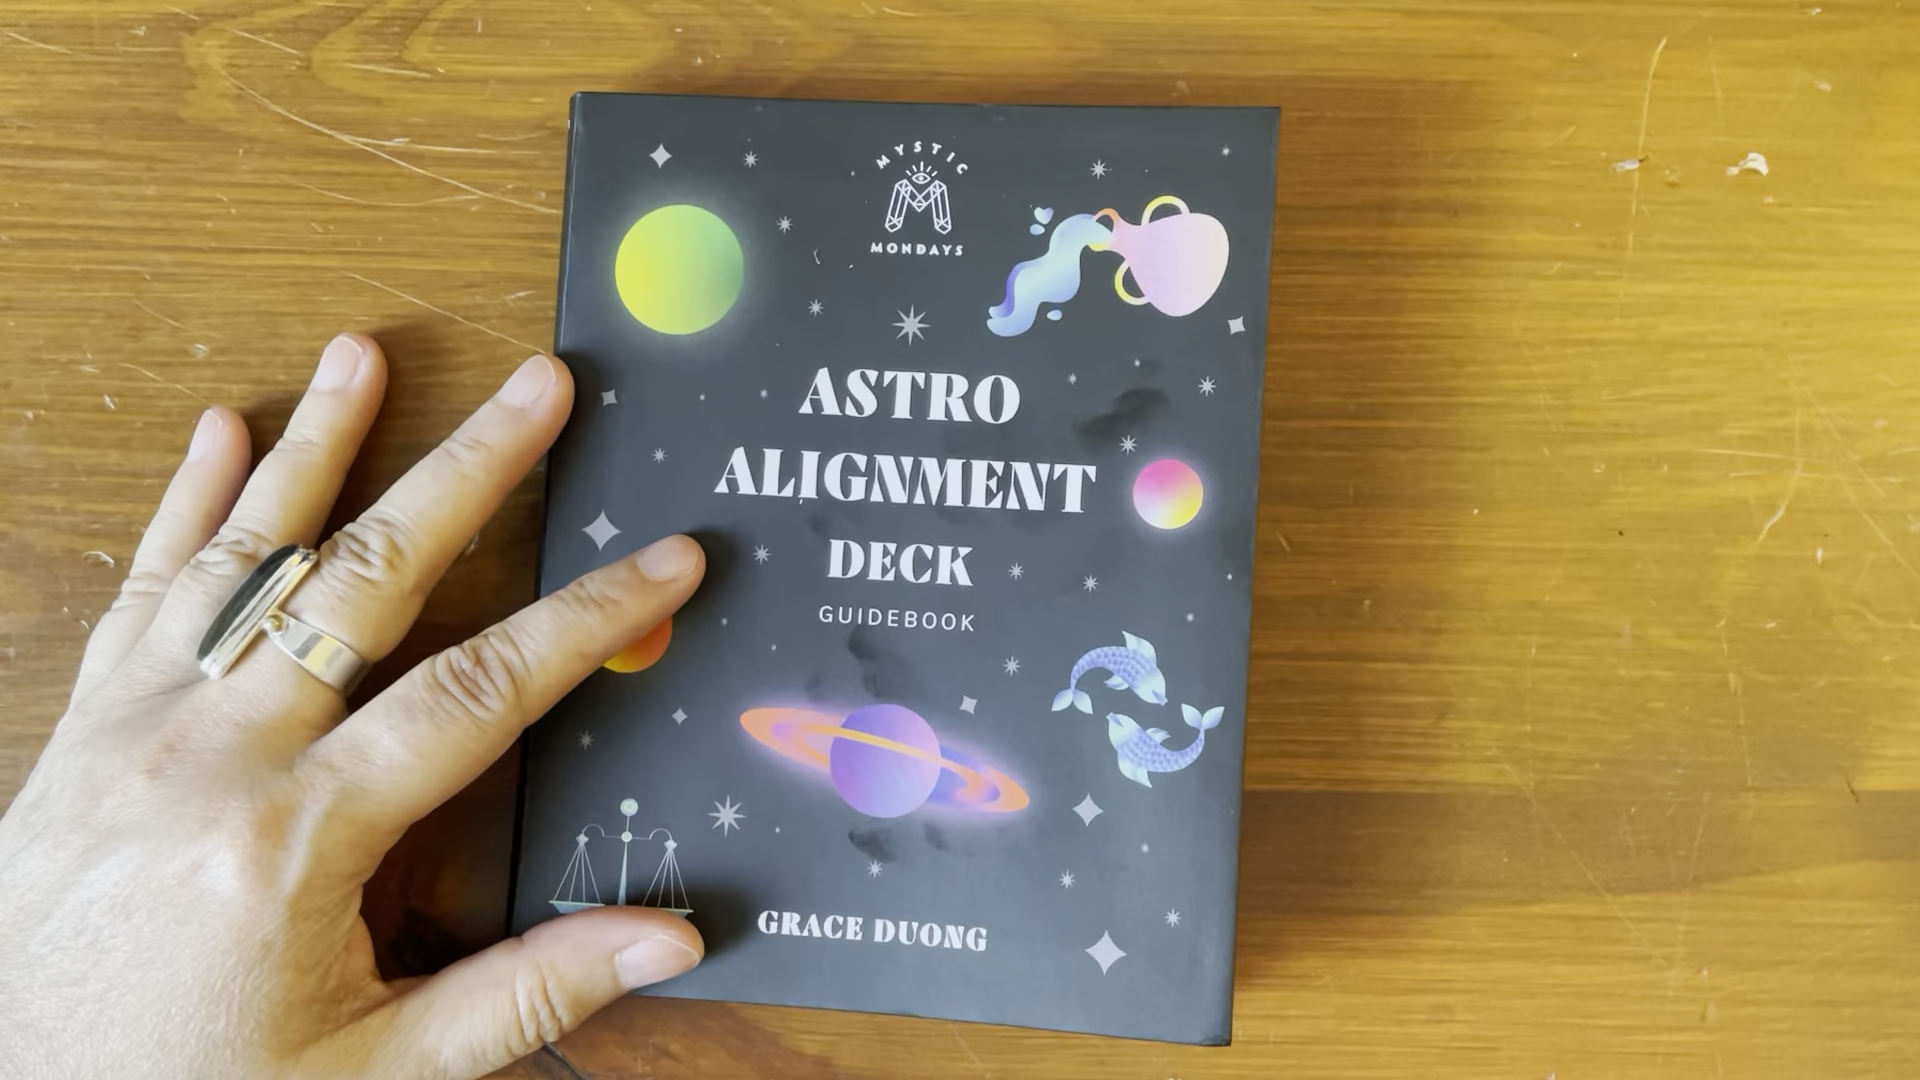 MYSTIC
M
MONDAYS
ASTRO
ALIGNMENT
DECK
GUIDEBOOK
GRACE DUONG